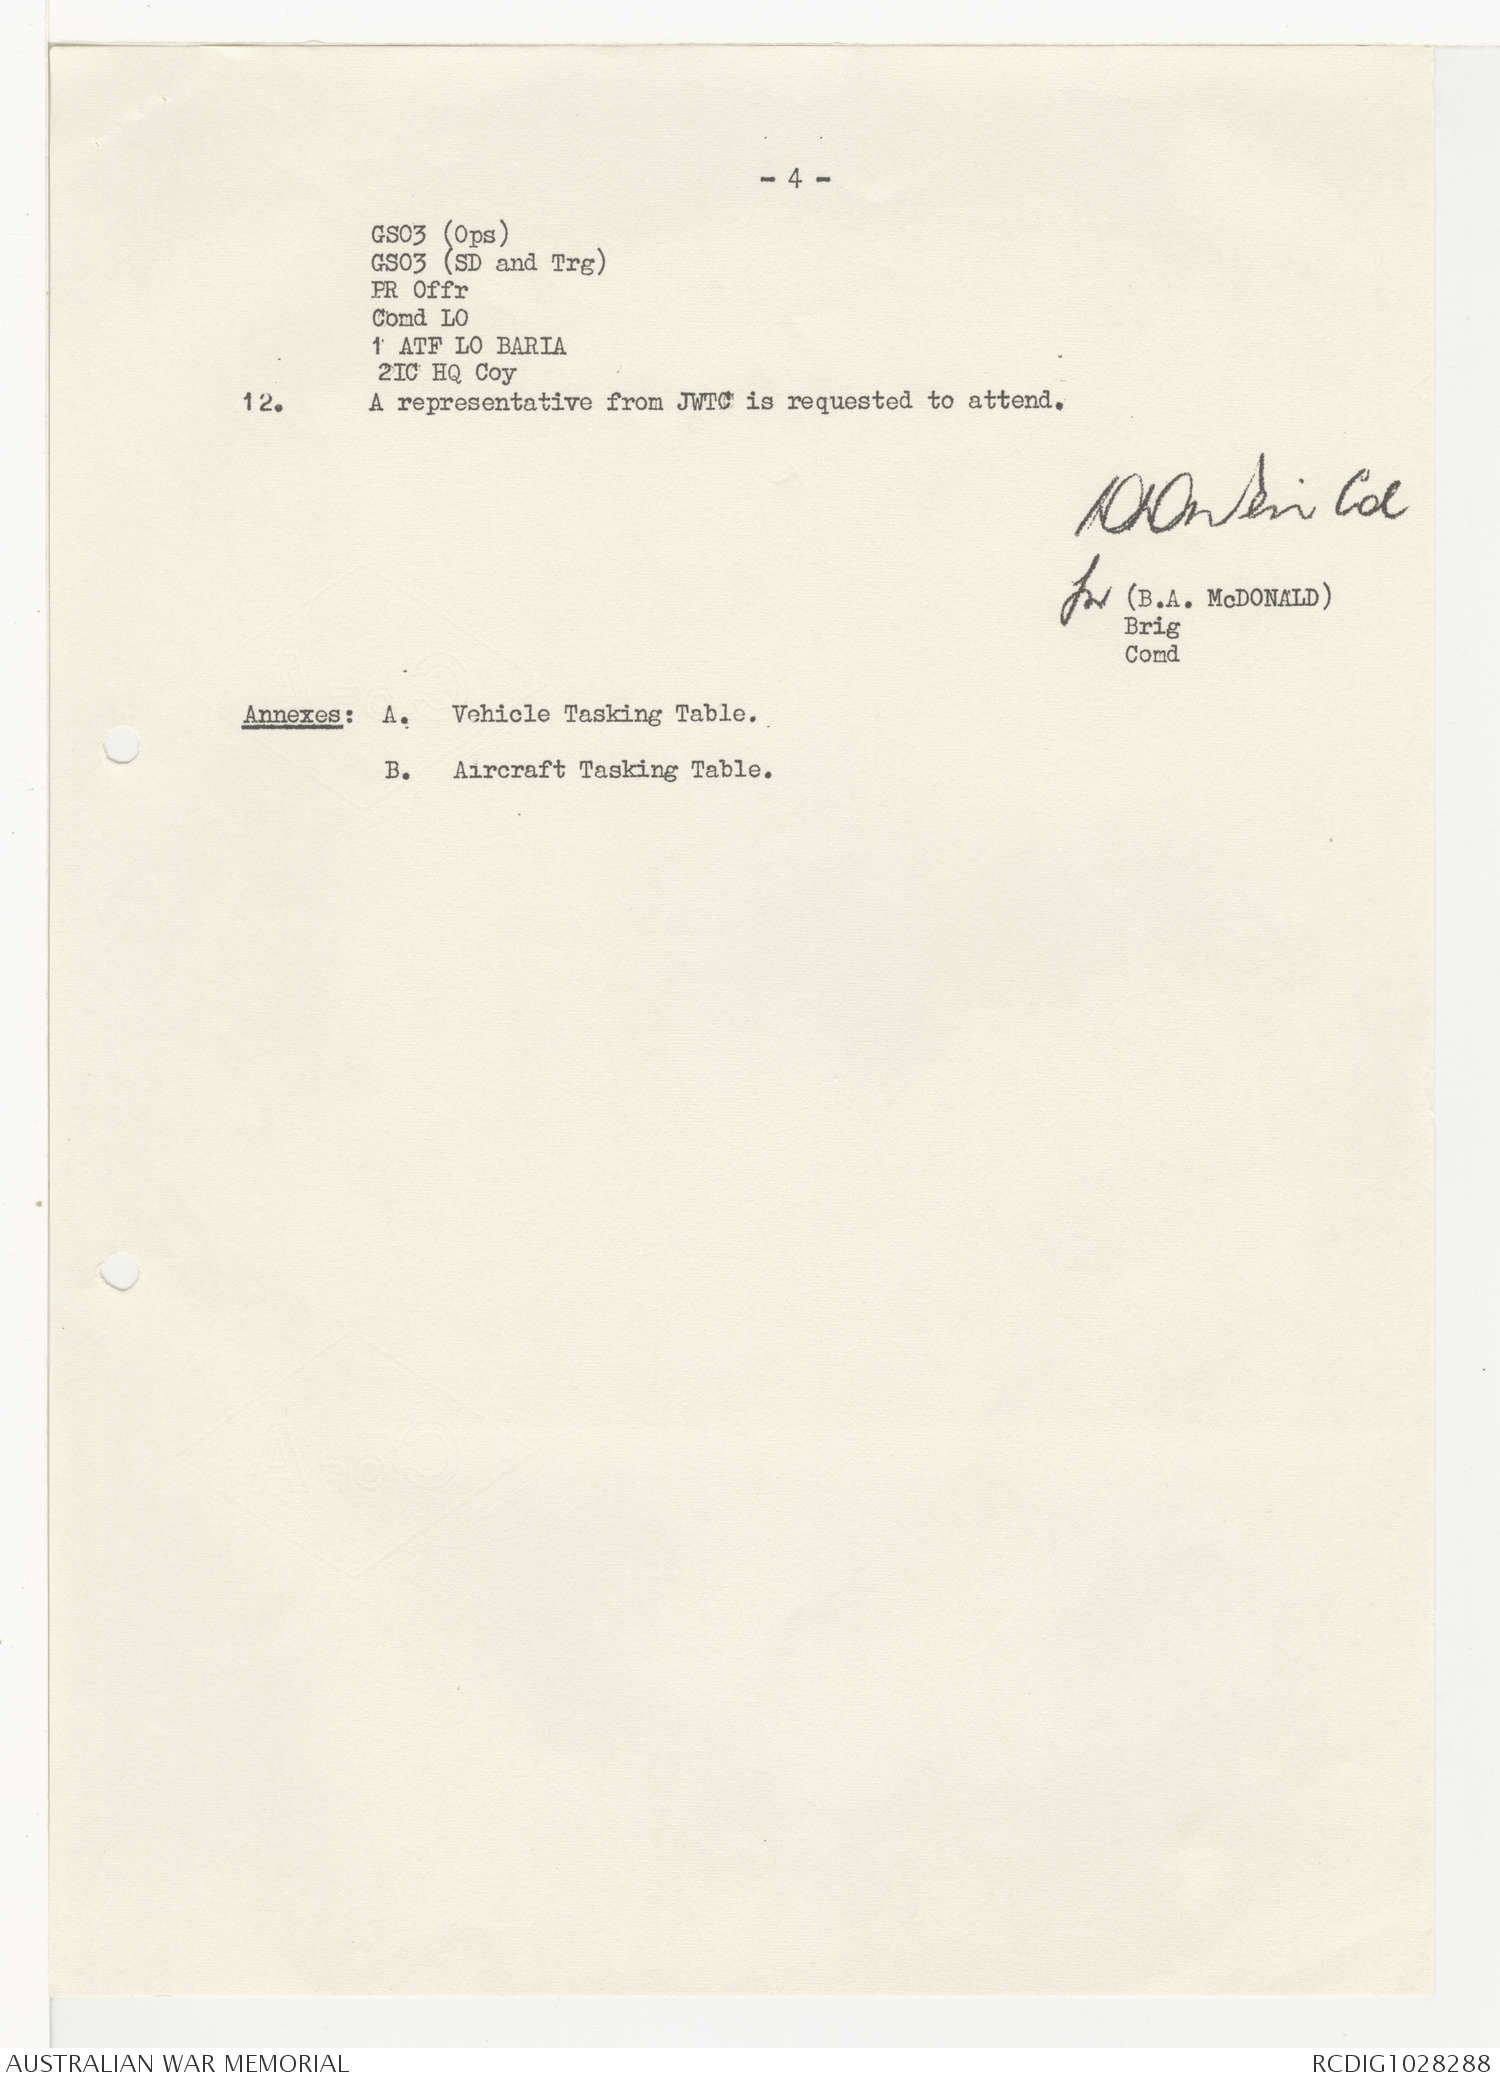 - 4 -
GSO3 (Ops)
GSO3 (SD and Trg)
PR Offr
Comd LO
1 ATF LO BARIA
2IC HQ Coy
12. A representative from JWTC is requested to attend.
Col
for (B.A. McDONALD)
Brig
Comd
Annexes: A. Vehicle Tasking Table.
B. Aircraft Tasking Table.
C OF A
AUSTRALIAN WAR MEMORIAL
RCDIG1028288